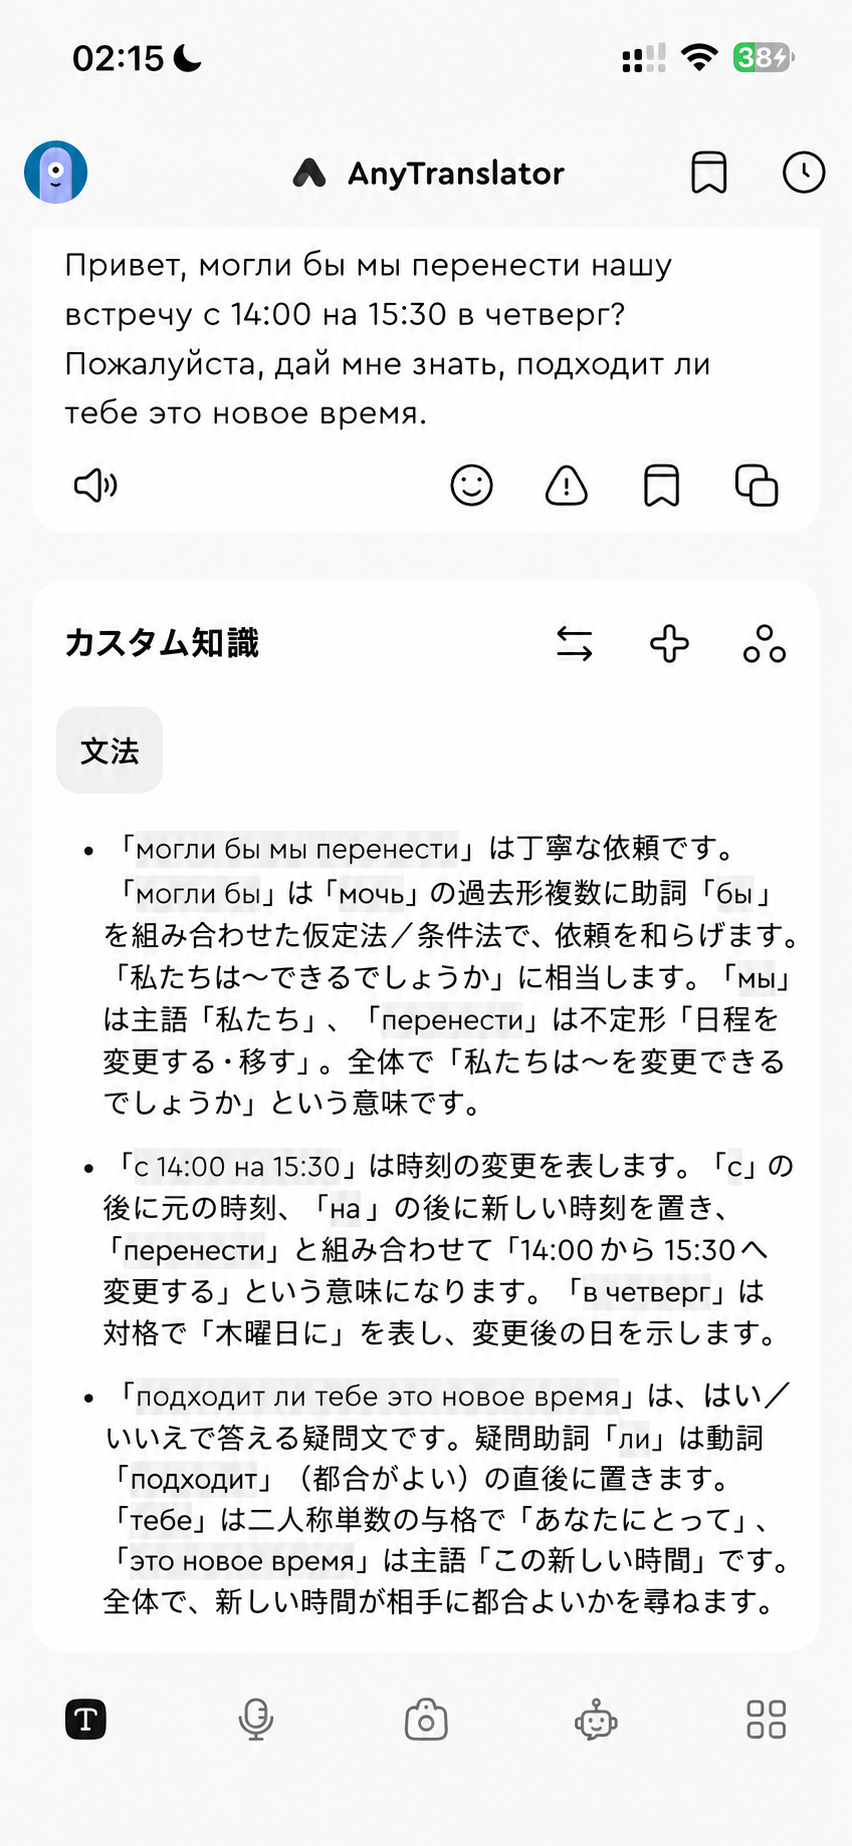 02:15
38
AnyTranslator
Привет, могли бы мы перенести нашу
встречу с 14:00 на 15:30 в четверг?
Пожалуйста, дай мне знать, подходит ли
тебе это новое время.
カスタム知識
文法
• 「могли бы мы перенести」は丁寧な依頼です。
「могли бы」は「мочь」の過去形複数に助詞「бы」
を組み合わせた仮定法／条件法で、依頼を和らげます。
「私たちは〜できるでしょうか」に相当します。「мы」
は主語「私たち」、「перенести」は不定形「日程を
変更する・移す」。全体で「私たちは〜を変更できる
でしょうか」という意味です。
• 「с 14:00 на 15:30」は時刻の変更を表します。「с」の
後に元の時刻、「на」の後に新しい時刻を置き、
「перенести」と組み合わせて「14:00から 15:30へ
変更する」という意味になります。「в четверг」は
対格で「木曜日に」を表し、変更後の日を示します。
• 「подходит ли тебе это новое время」は、はい／
いいえで答える疑問文です。疑問助詞「ли」は動詞
「подходит」（都合がよい）の直後に置きます。
「тебе」は二人称単数の与格で「あなたにとって」、
「это новое время」は主語「この新しい時間」です。
全体で、新しい時間が相手に都合よいかを尋ねます。
T